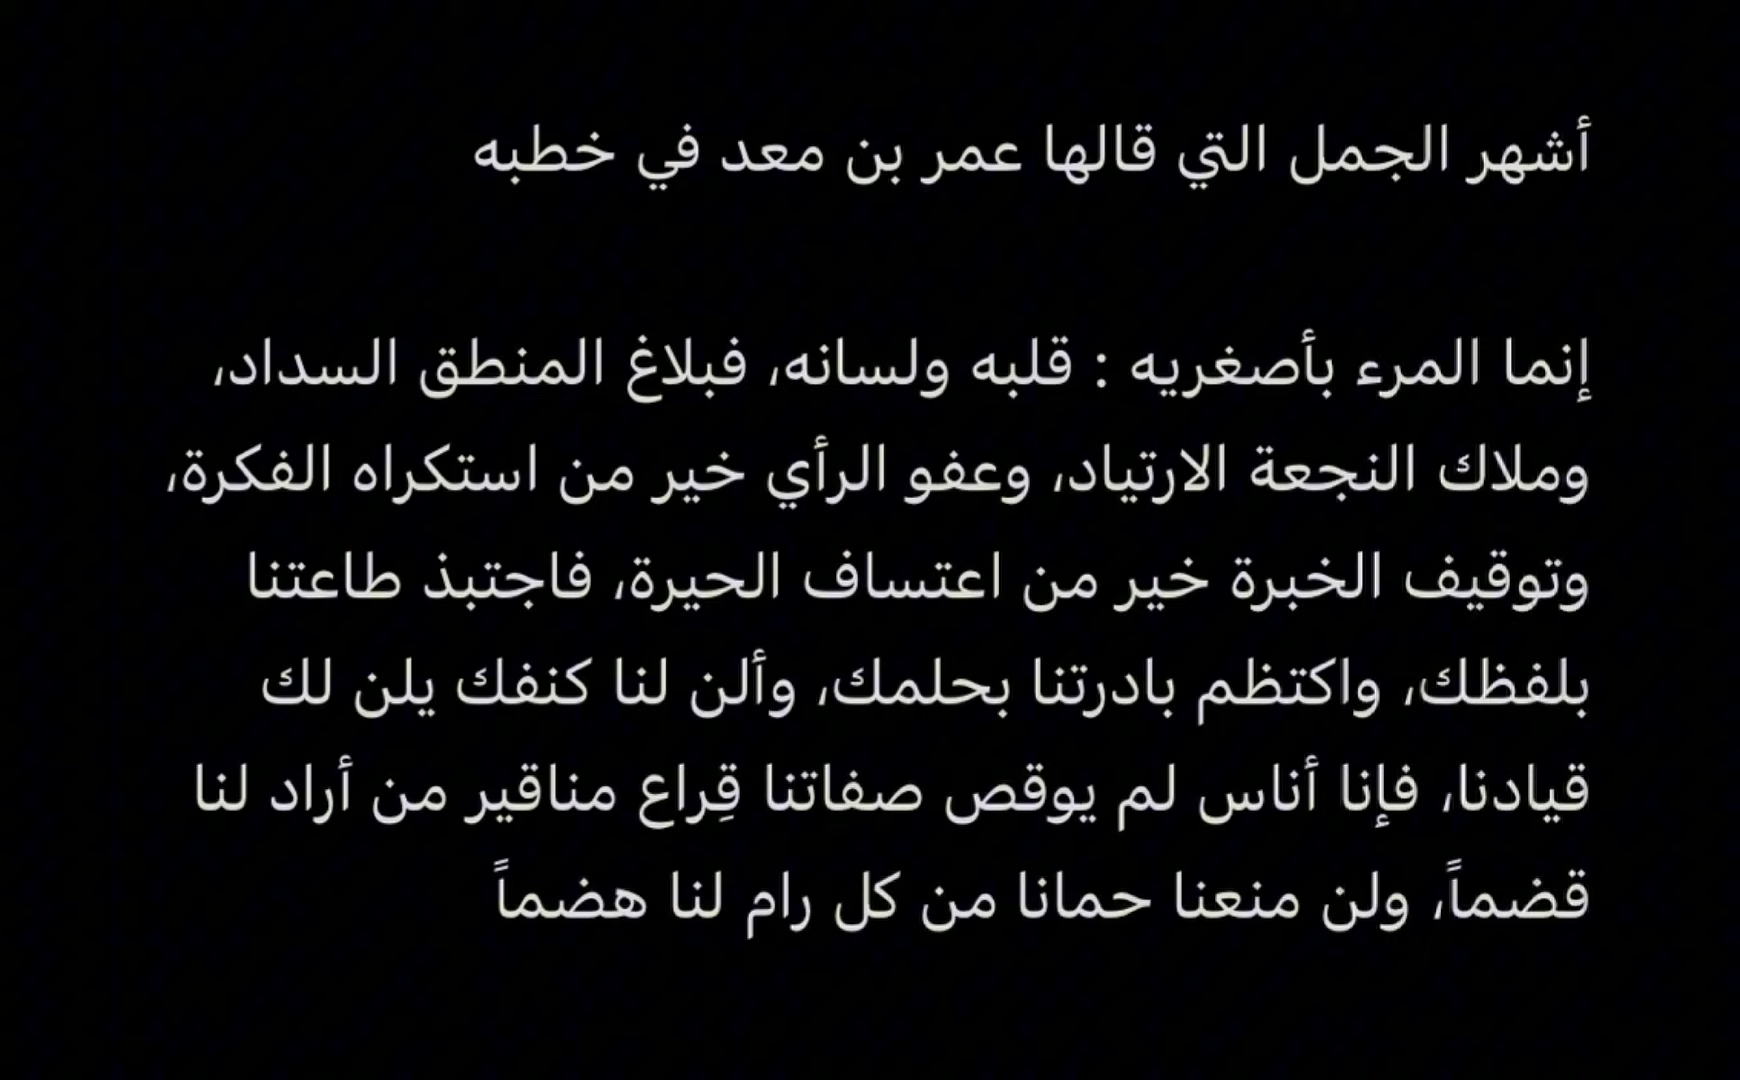 أشهر الجمل التي قالها عمر بن معد في خطبه
إنما المرء بأصغريه : قلبه ولسانه، فبلاغ المنطق السداد،
وملاك النجعة الارتياد، وعفو الرأي خير من استكراه الفكرة،
وتوقيف الخبرة خير من اعتساف الحيرة، فاجتبذ طاعتنا
بلفظك، واكتظم بادرتنا بحلمك، وألن لنا كنفك يلن لك
قيادنا، فإنا أناس لم يوقص صفاتنا قِراع مناقير من أراد لنا
قضماً، ولن منعنا حمانا من كل رام لنا هضماً